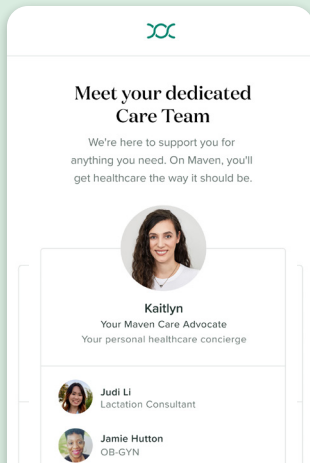 Meet your dedicated
Care Team
We're here to support you for
anything you need. On Maven, you'll
get healthcare the way it should be.
Kaitlyn
Your Maven Care Advocate
Your personal healthcare concierge
Judi Li
Lactation Consultant
Jamie Hutton
OB-GYN